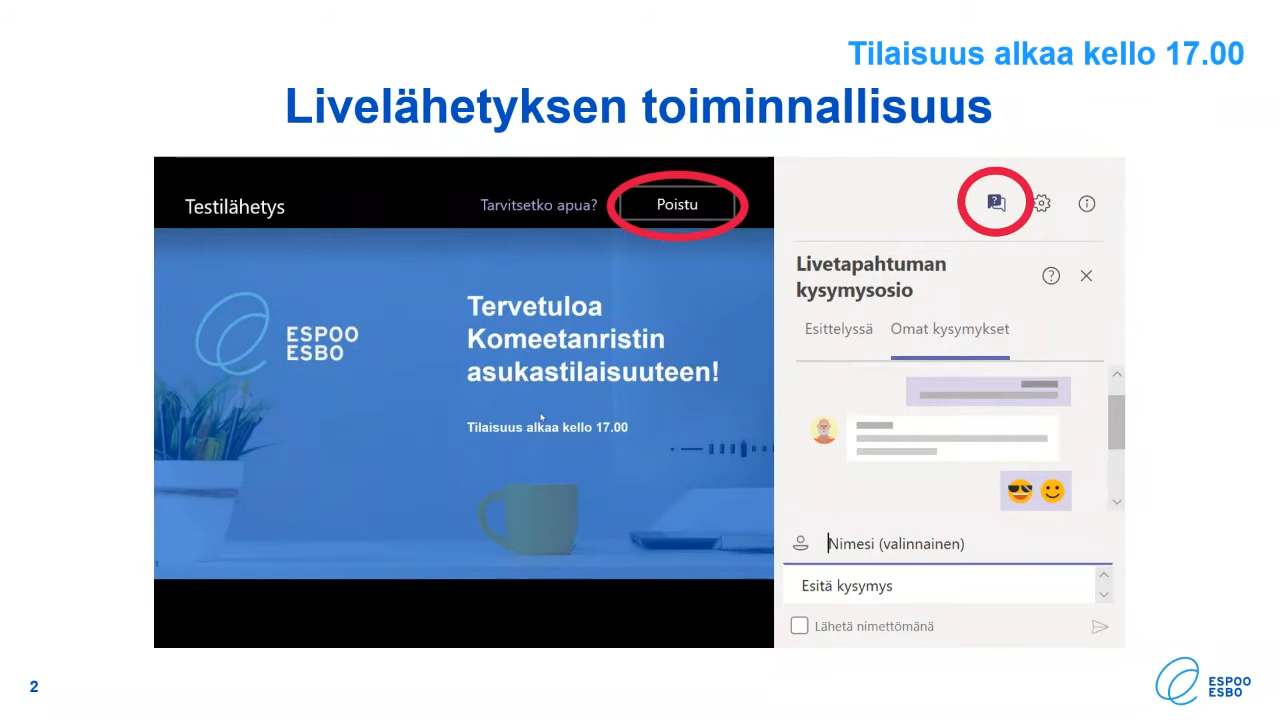 Tilaisuus alkaa kello 17.00
Livelähetyksen toiminnallisuus
Testilähetys
Tarvitsetko apua?
Poistu
ESPOO
ESBO
Tervetuloa
Komeetanristin
asukastilaisuuteen!
Tilaisuus alkaa kello 17.00
Livetapahtuman
kysymysosio
Esittelyssä
Omat kysymykset
Nimesi (valinnainen)
Esitä kysymys
Lähetä nimettömänä
2
ESPOO
ESBO